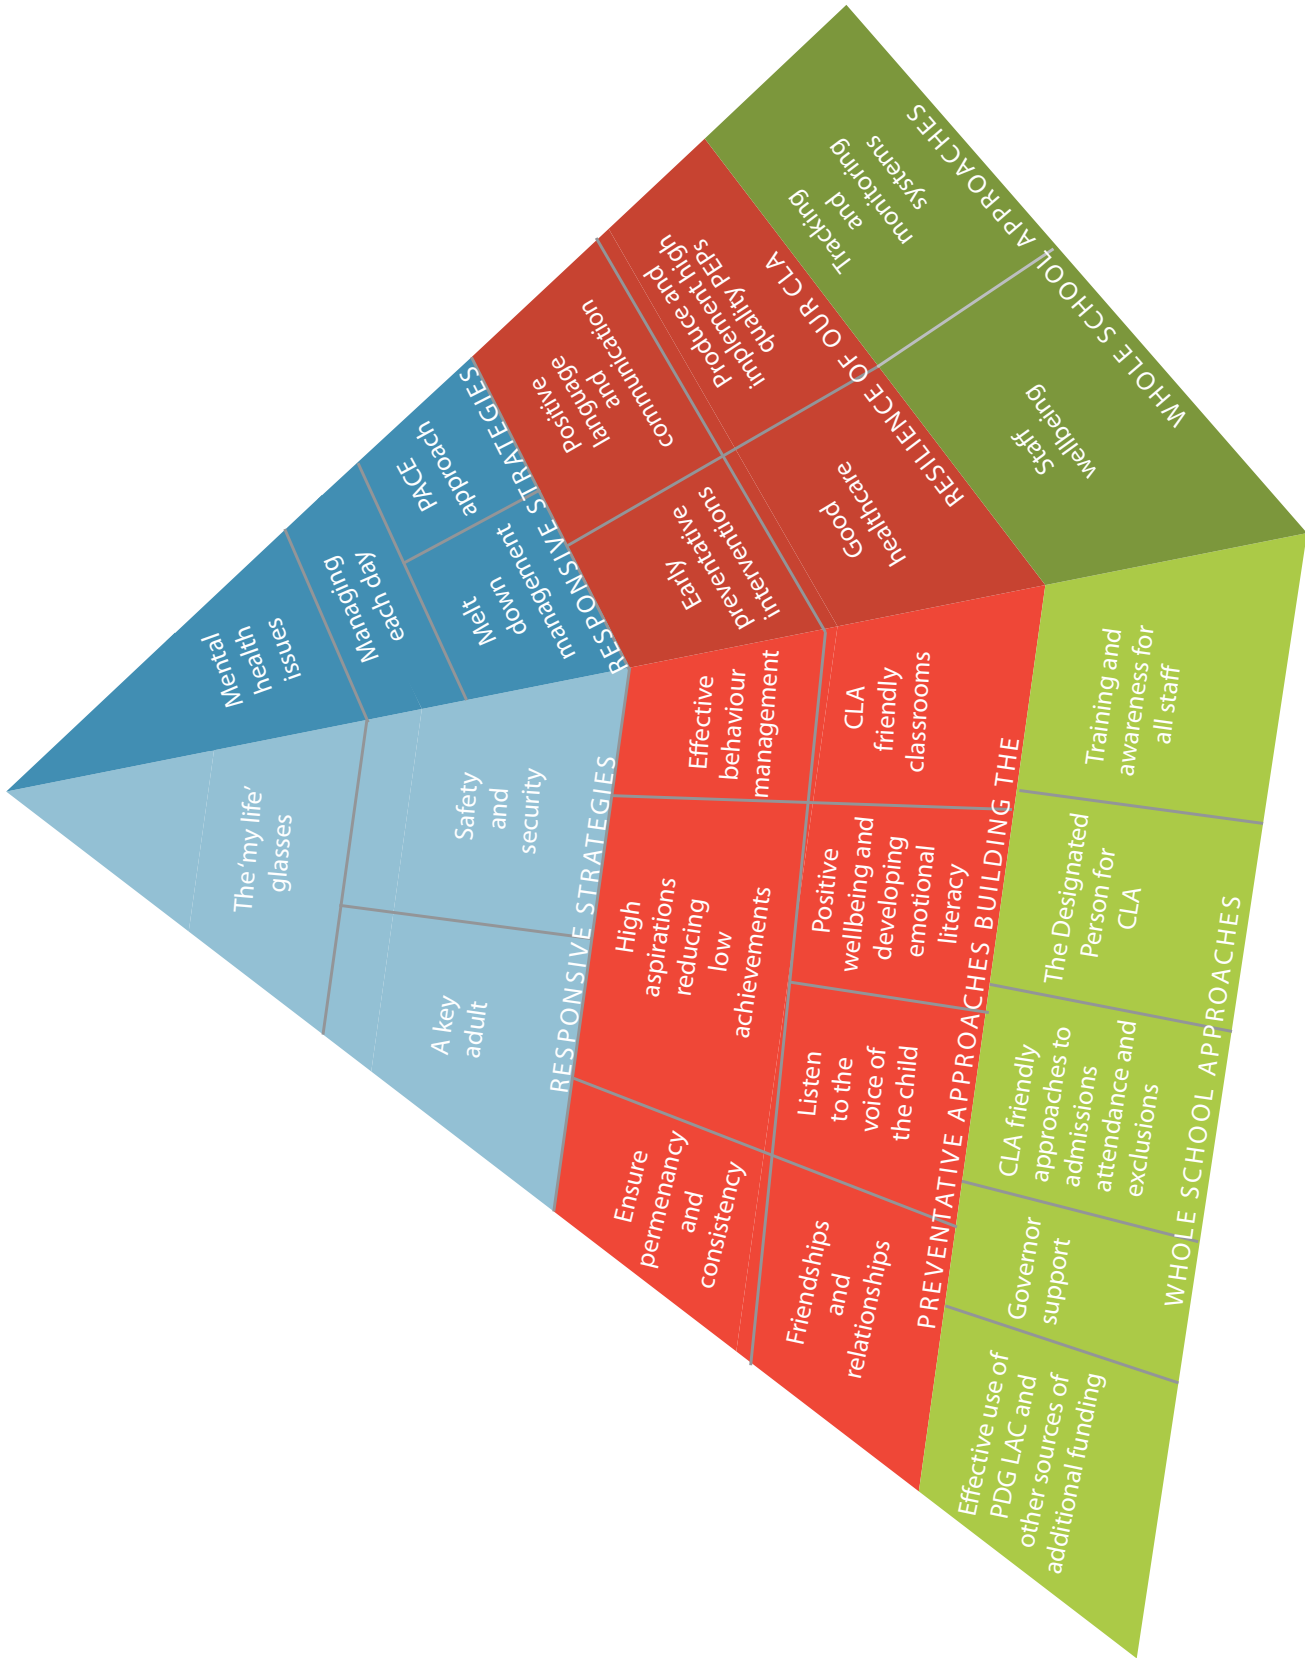 The ‘my life’
glasses
Mental
health
issues
Managing
each day
A key
adult
Safety
and
security
Melt
down
management
PACE
approach
RESPONSIVE STRATEGIES
RESPONSIVE STRATEGIES
Ensure
permenancy
and
consistency
High
aspirations
reducing
low
achievements
Effective
behaviour
management
Early
preventative
interventions
Positive
language
and
communication
Friendships
and
relationships
Listen
to the
voice of
the child
Positive
wellbeing and
developing
emotional
literacy
CLA
friendly
classrooms
Good
healthcare
Produce and
implement high
quality PEPs
PREVENTATIVE APPROACHES BUILDING THE
RESILIENCE OF OUR CLA
Effective use of
PDG LAC and
other sources of
additional funding
Governor
support
CLA friendly
approaches to
admissions
attendance and
exclusions
The Designated
Person for
CLA
Training and
awareness for
all staff
Staff
wellbeing
Tracking
and
monitoring
systems
WHOLE SCHOOL APPROACHES
WHOLE SCHOOL APPROACHES